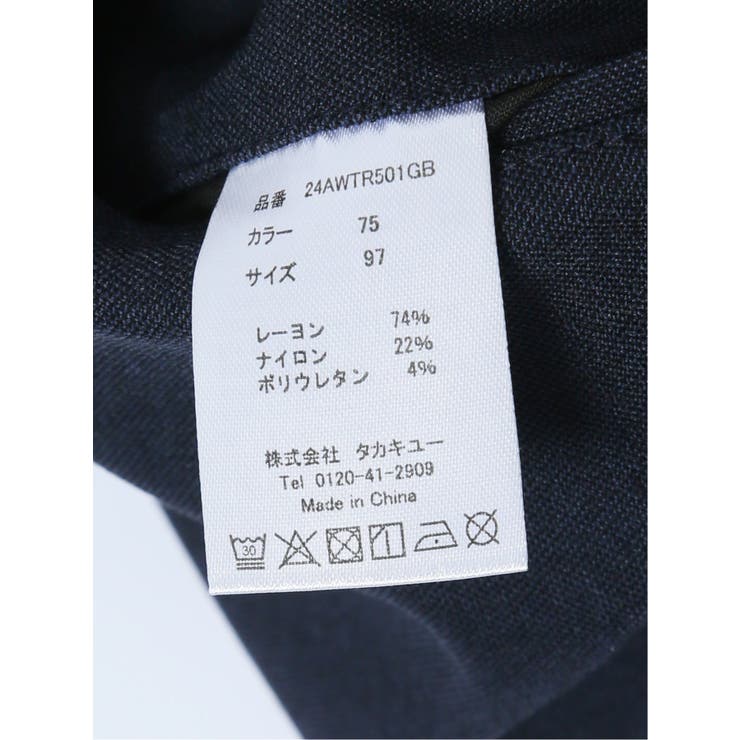 品番 24AWTR501GB
カラー 75
サイズ 97
レーヨン 74%
ナイロン 22%
ポリウレタン 4%
株式会社 タカキュー
Tel 0120-41-2909
Made in China
30